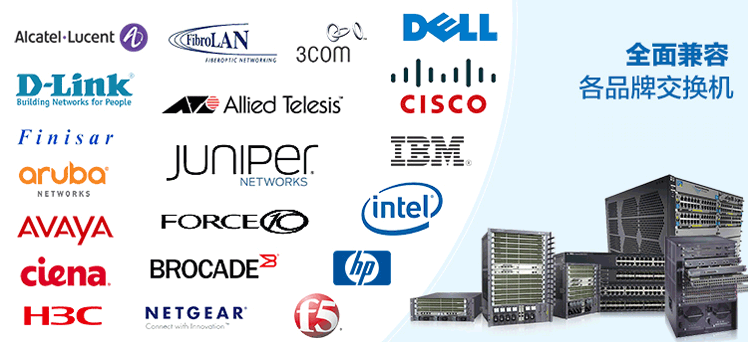 Alcatel·Lucent
FibroLAN
FIBEROPTIC NETWORKING
3com
DELL
D-Link®
Building Networks for People
Allied Telesis™
CISCO
Finisar
aruba®
NETWORKS
JUNIPER®
NETWORKS
IBM®
AVAYA
FORCE10
intel®
ciena®
BROCADE
hp
H3C
NETGEAR®
Connect with Innovation™
f5®
全面兼容
各品牌交换机